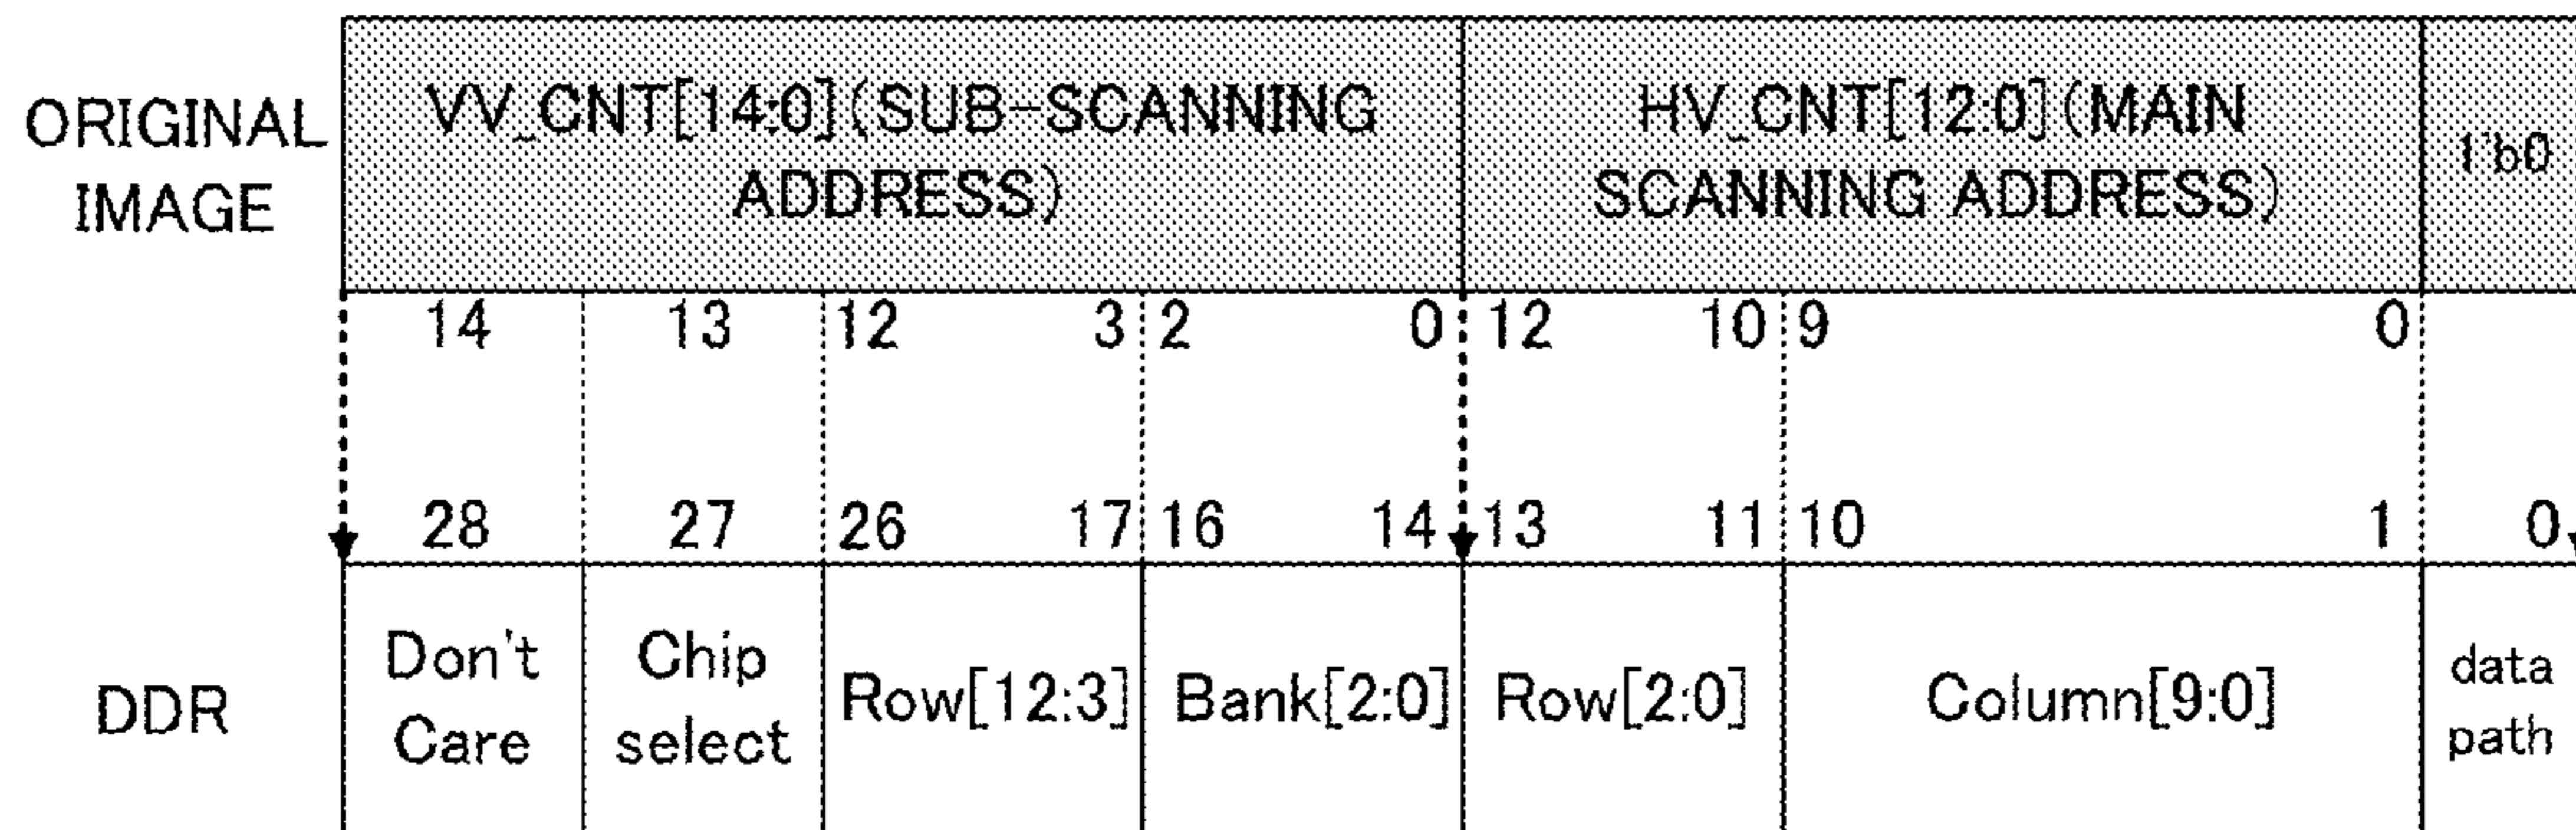 ORIGINAL
IMAGE
VV_CNT[14:0](SUB-SCANNING
ADDRESS)
HV_CNT[12:0](MAIN
SCANNING ADDRESS)
1'b0
14 13 12 3 2 0 12 10 9 0
28 27 26 17 16 14 13 11 10 1 0
DDR
Don't
Care
Chip
select
Row[12:3]
Bank[2:0]
Row[2:0]
Column[9:0]
data
path